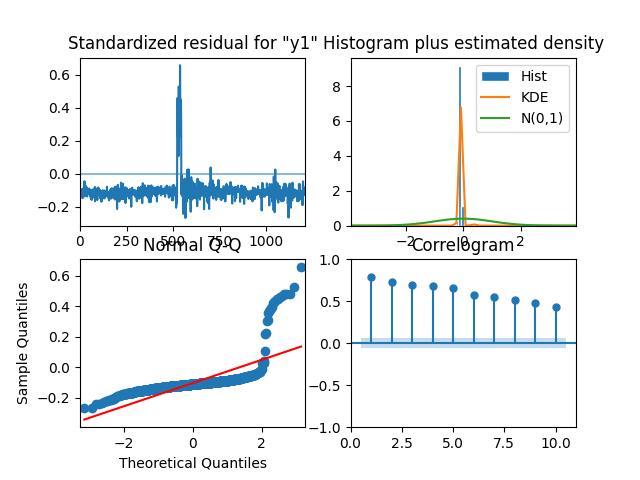 Standardized residual for "y1" Histogram plus estimated density
0.6
0.4
0.2
0.0
−0.2
0 250 500 750 1000
8
6
4
2
0
−2 0 2
Hist
KDE
N(0,1)
Normal Q-Q
Sample Quantiles
0.6
0.4
0.2
0.0
−0.2
−2 0 2
Theoretical Quantiles
Correlogram
1.0
0.5
0.0
−0.5
−1.0
0.0 2.5 5.0 7.5 10.0